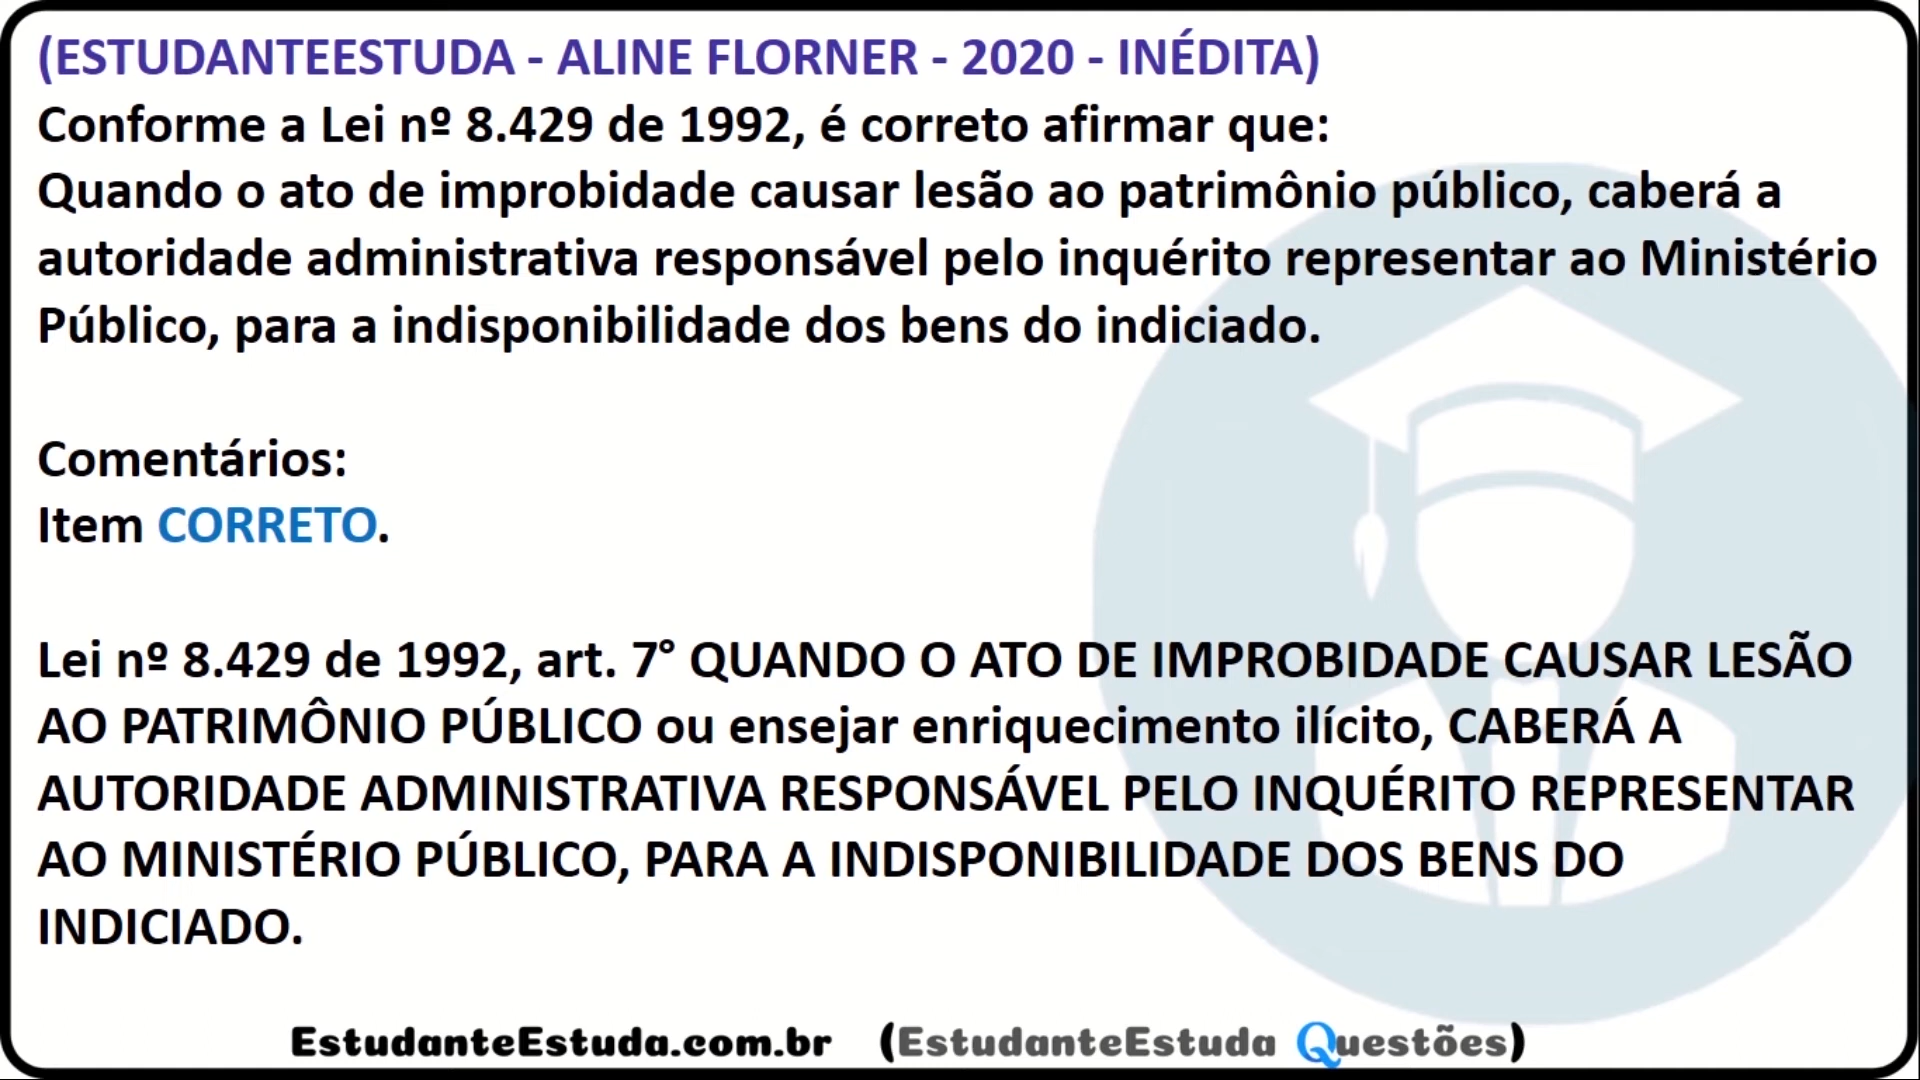 (ESTUDANTEESTUDA - ALINE FLORNER - 2020 - INÉDITA)
Conforme a Lei nº 8.429 de 1992, é correto afirmar que:
Quando o ato de improbidade causar lesão ao patrimônio público, caberá a
autoridade administrativa responsável pelo inquérito representar ao Ministério
Público, para a indisponibilidade dos bens do indiciado.
Comentários:
Item CORRETO.
Lei nº 8.429 de 1992, art. 7° QUANDO O ATO DE IMPROBIDADE CAUSAR LESÃO
AO PATRIMÔNIO PÚBLICO ou ensejar enriquecimento ilícito, CABERÁ A
AUTORIDADE ADMINISTRATIVA RESPONSÁVEL PELO INQUÉRITO REPRESENTAR
AO MINISTÉRIO PÚBLICO, PARA A INDISPONIBILIDADE DOS BENS DO
INDICIADO.
EstudanteEstuda.com.br (EstudanteEstuda Questões)